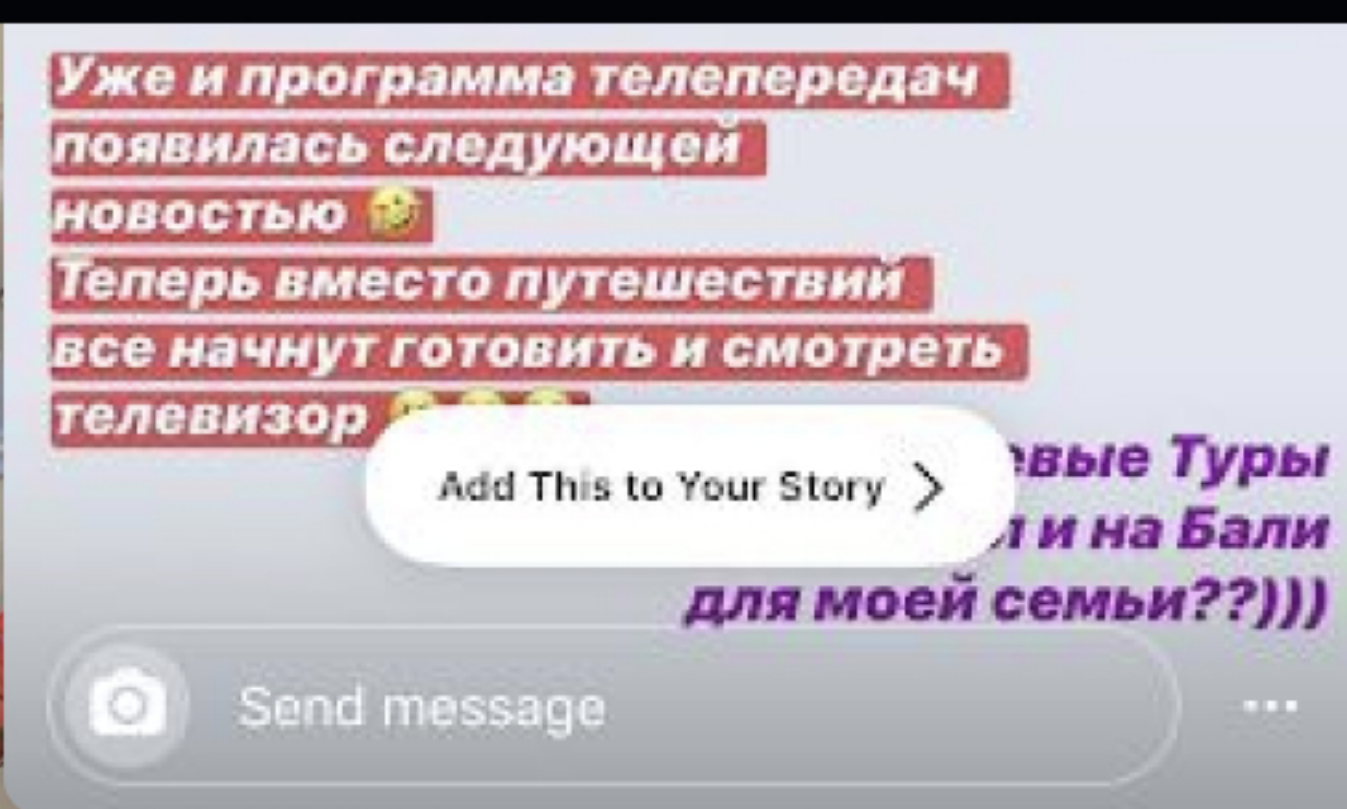 Уже и программа телепередач
появилась следующей
новостью 🤣
Теперь вместо путешествий
все начнут готовить и смотреть
телевизор
Add This to Your Story
Туры
и на Бали
для моей семьи??)))
Send message